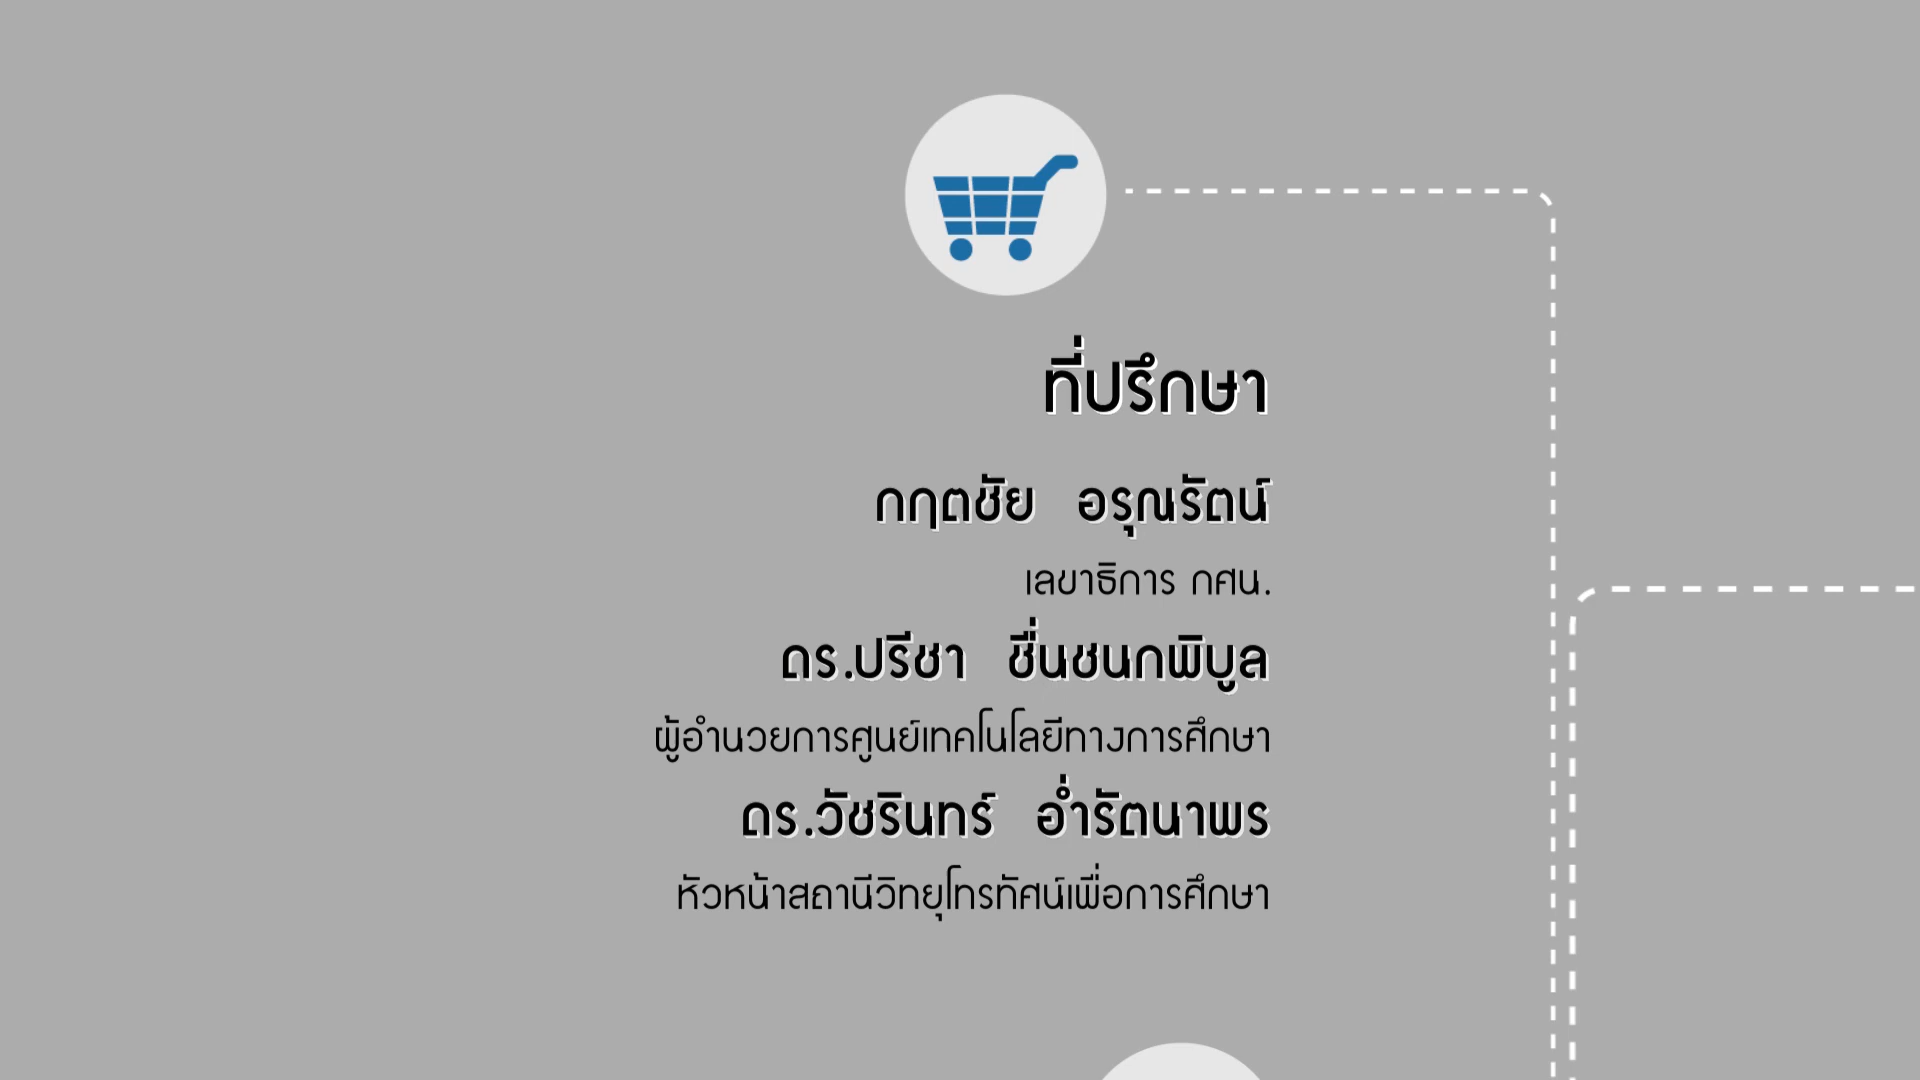 ที่ปรึกษา
กฤตชัย อรุณรัตน์
เลขาธิการ กศน.
ดร.ปรีชา ชื่นชนกพิบูล
ผู้อำนวยการศูนย์เทคโนโลยีทางการศึกษา
ดร.วัชรินทร์ อ่ำรัตนาพร
หัวหน้าสถานีวิทยุโทรทัศน์เพื่อการศึกษา